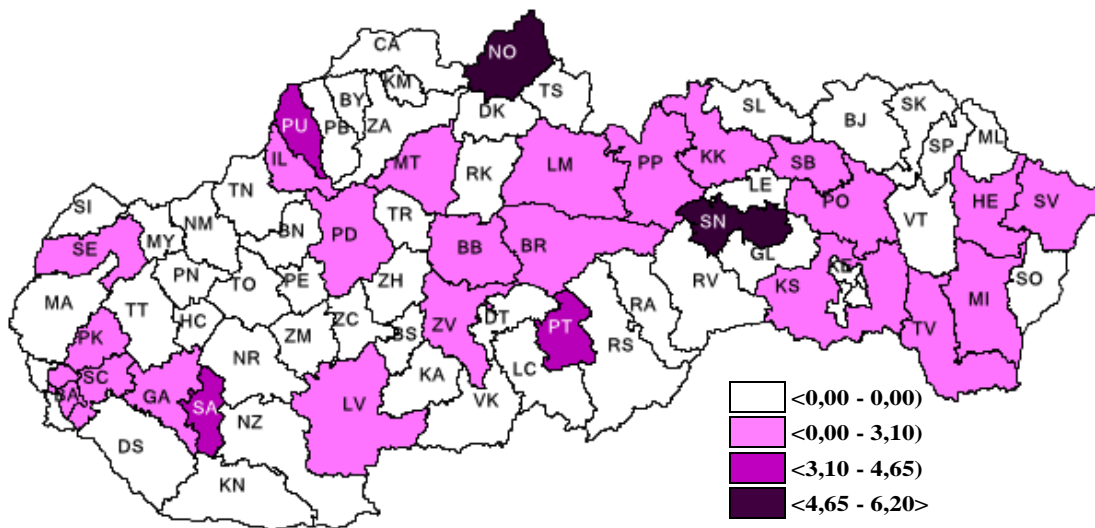 CA
NO
KM
TS
BY
DK
SL
SK
PU
PB
ZA
BJ
ML
SP
IL
MT
RK
LM
PP
KK
SB
LE
TN
SI
TR
PO
HE
SV
NM
BN
PD
SN
VT
MY
SE
BB
BR
GL
PN
TO
PE
ZH
RV
KE
SO
MA
TT
KS
MI
HC
ZM
ZC
BS
ZV
DT
PT
RA
TV
PK
NR
RS
SC
KA
LC
BA
GA
SA
LV
VK
NZ
DS
KN
<0,00 - 0,00)
<0,00 - 3,10)
<3,10 - 4,65)
<4,65 - 6,20>